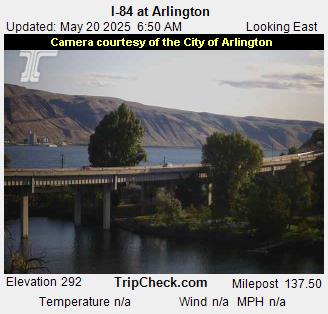 I-84 at Arlington
Updated: May 20 2025 6:50 AM Looking East
Camera courtesy of the City of Arlington
Elevation 292 TripCheck.com Milepost 137.50
Temperature n/a Wind n/a MPH n/a